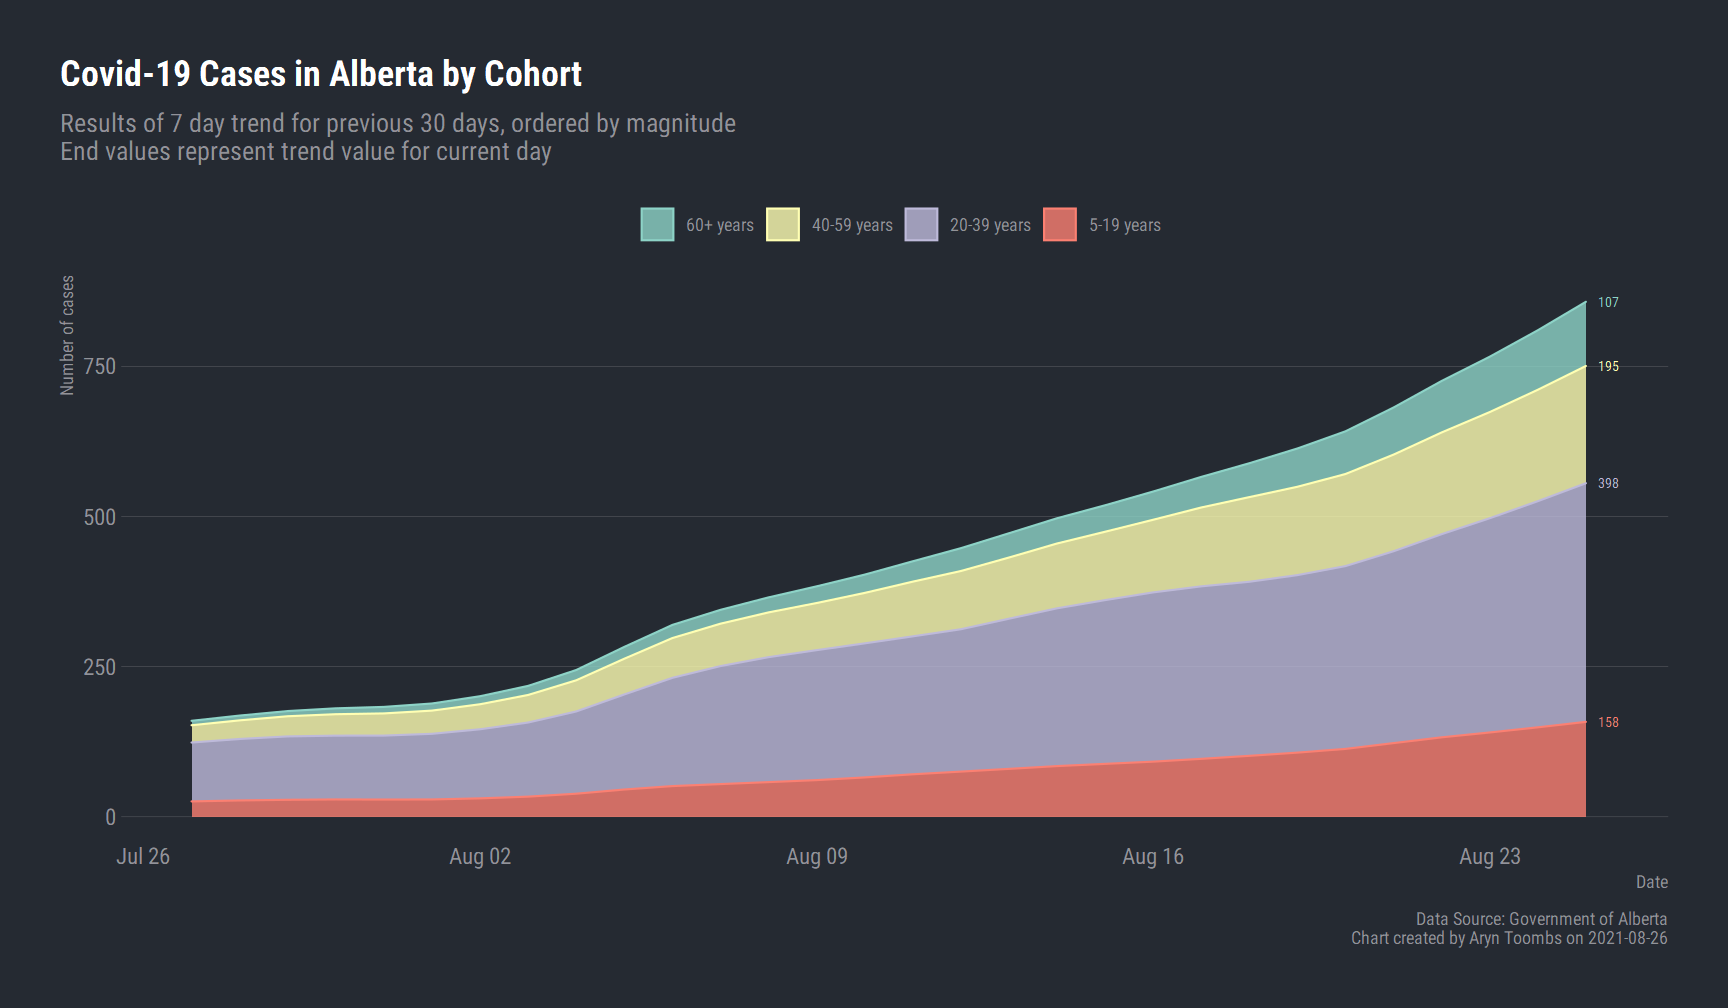 Covid-19 Cases in Alberta by Cohort
Results of 7 day trend for previous 30 days, ordered by magnitude
End values represent trend value for current day
60+ years
40-59 years
20-39 years
5-19 years
Number of cases
750
500
250
0
107
195
398
158
Jul 26
Aug 02
Aug 09
Aug 16
Aug 23
Date
Data Source: Government of Alberta
Chart created by Aryn Toombs on 2021-08-26